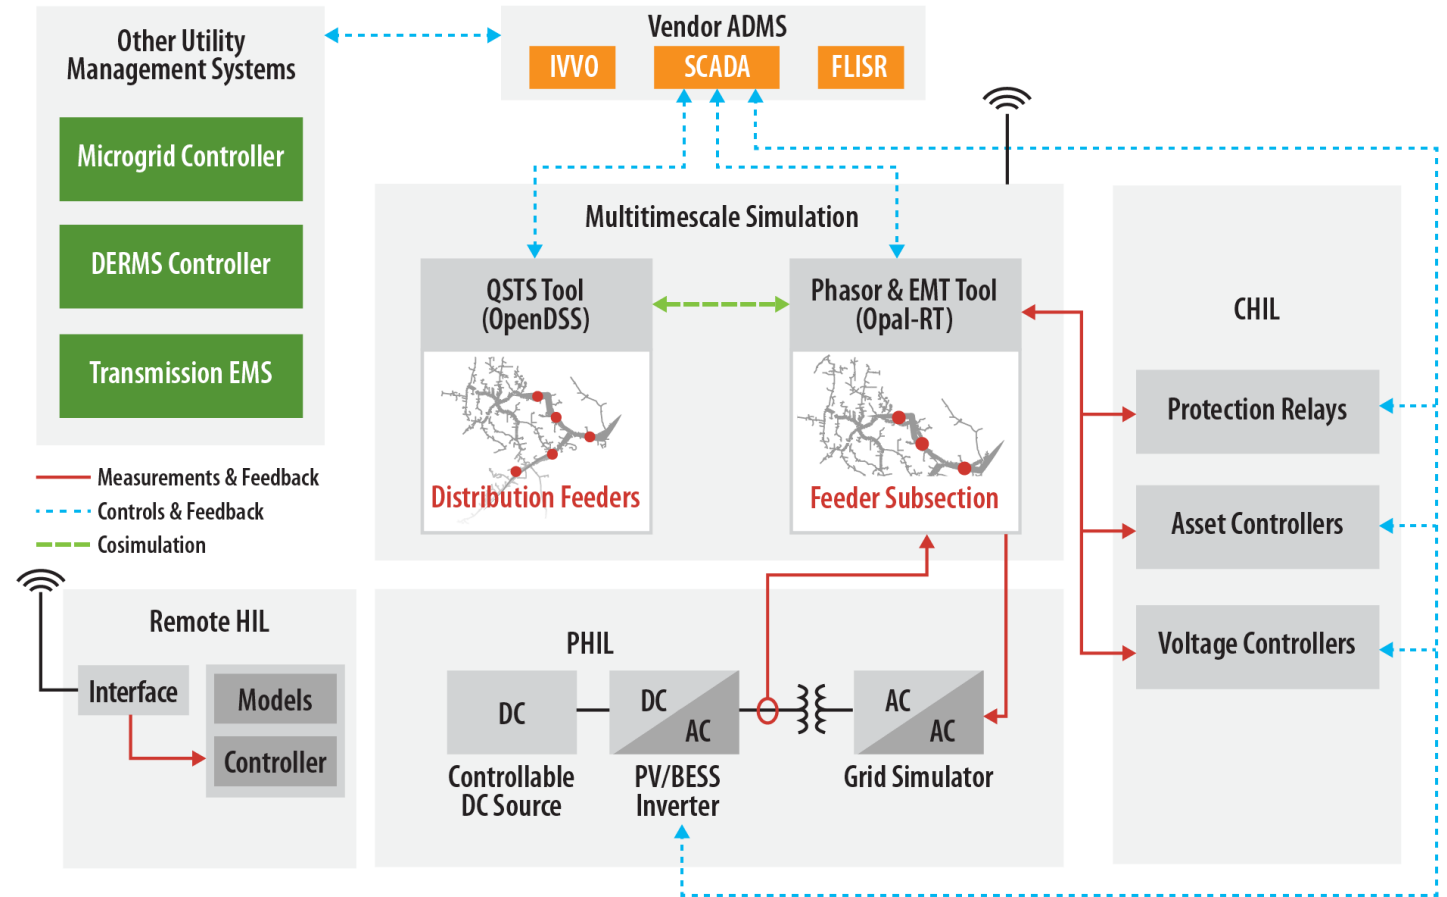 Other Utility
Management Systems
Microgrid Controller
DERMS Controller
Transmission EMS
Vendor ADMS
IVVO
SCADA
FLISR
Multitimescale Simulation
QSTS Tool
(OpenDSS)
Distribution Feeders
Phasor & EMT Tool
(Opal-RT)
Feeder Subsection
CHIL
Protection Relays
Asset Controllers
Voltage Controllers
Measurements & Feedback
Controls & Feedback
Cosimulation
Remote HIL
Interface
Models
Controller
PHIL
DC
Controllable
DC Source
DC
AC
PV/BESS
Inverter
AC
AC
Grid Simulator